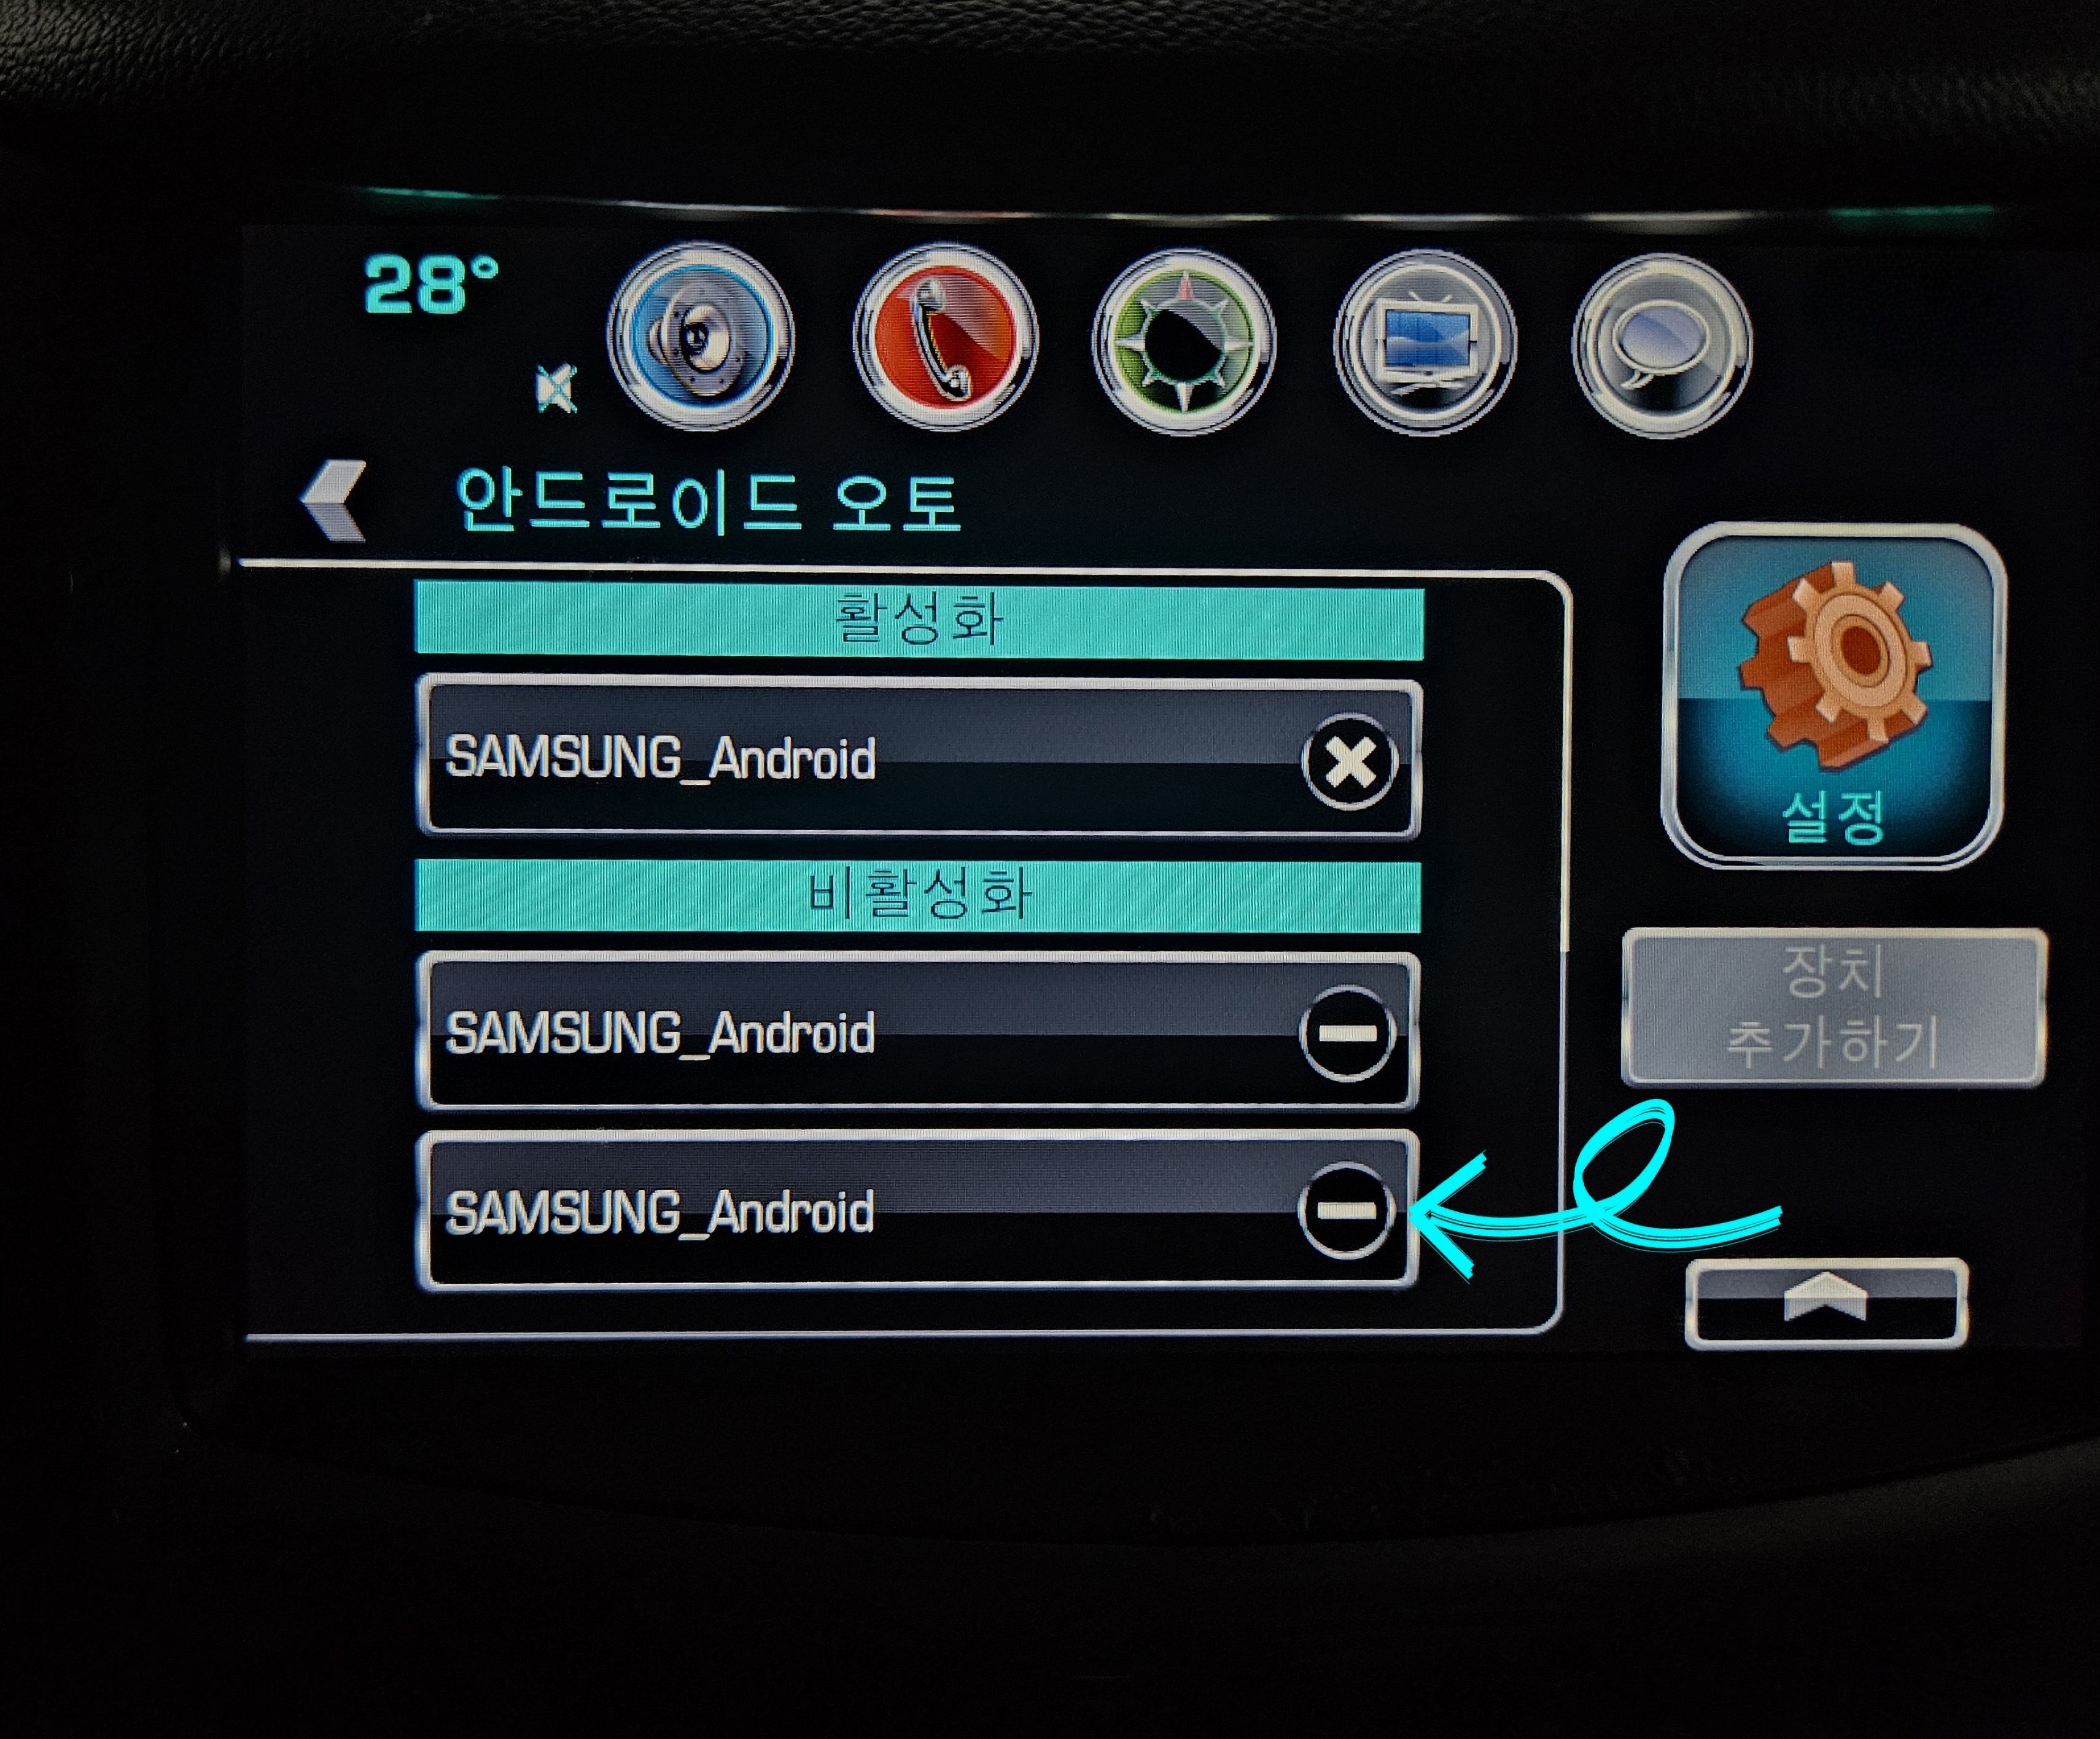 28°
안드로이드 오토
활성화
SAMSUNG_Android
설정
비활성화
SAMSUNG_Android
장치
추가하기
SAMSUNG_Android